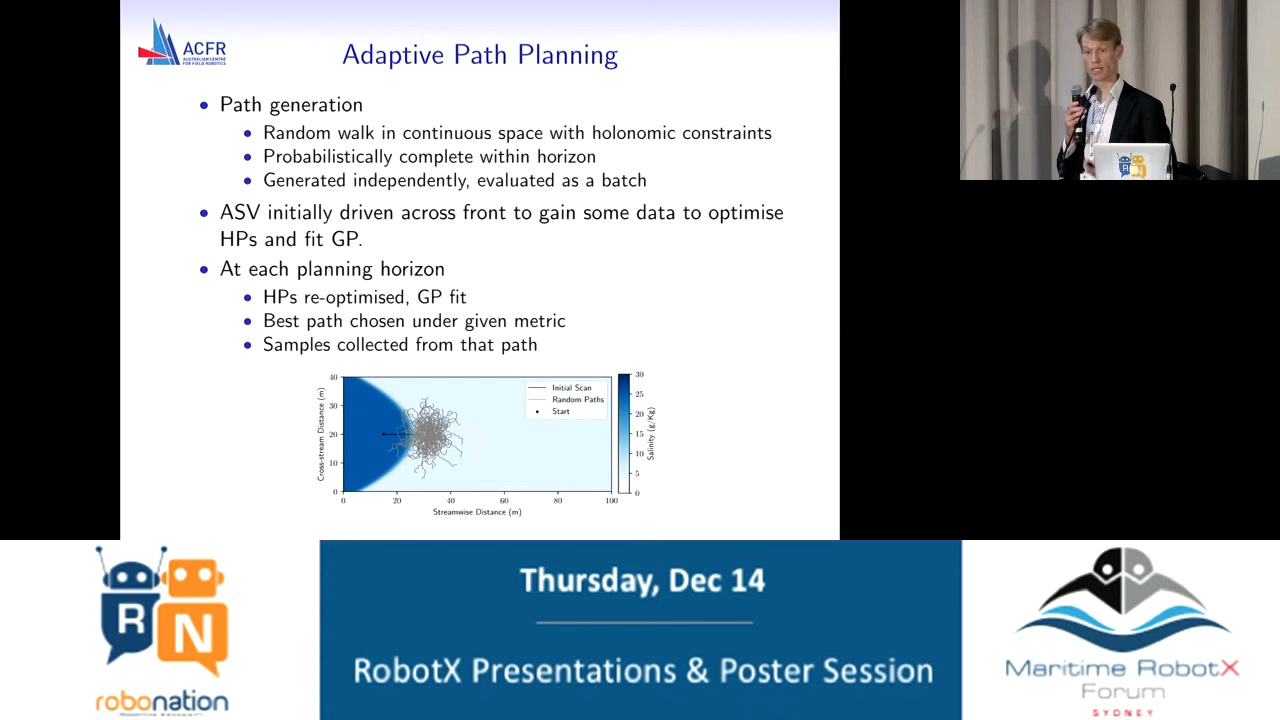 ACFR
AUSTRALIAN CENTRE
FOR FIELD ROBOTICS
Adaptive Path Planning
• Path generation
• Random walk in continuous space with holonomic constraints
• Probabilistically complete within horizon
• Generated independently, evaluated as a batch
• ASV initially driven across front to gain some data to optimise
HPs and fit GP.
• At each planning horizon
• HPs re-optimised, GP fit
• Best path chosen under given metric
• Samples collected from that path
Cross-stream Distance (m)
40
30
20
10
0
0 20 40 60 80 100
Streamwise Distance (m)
Initial Scan
Random Paths
Start
30
25
20
15
10
5
0
Salinity (g/Kg)
RN
RN
robonation
Thursday, Dec 14
RobotX Presentations & Poster Session
Maritime RobotX
Forum
SYDNEY